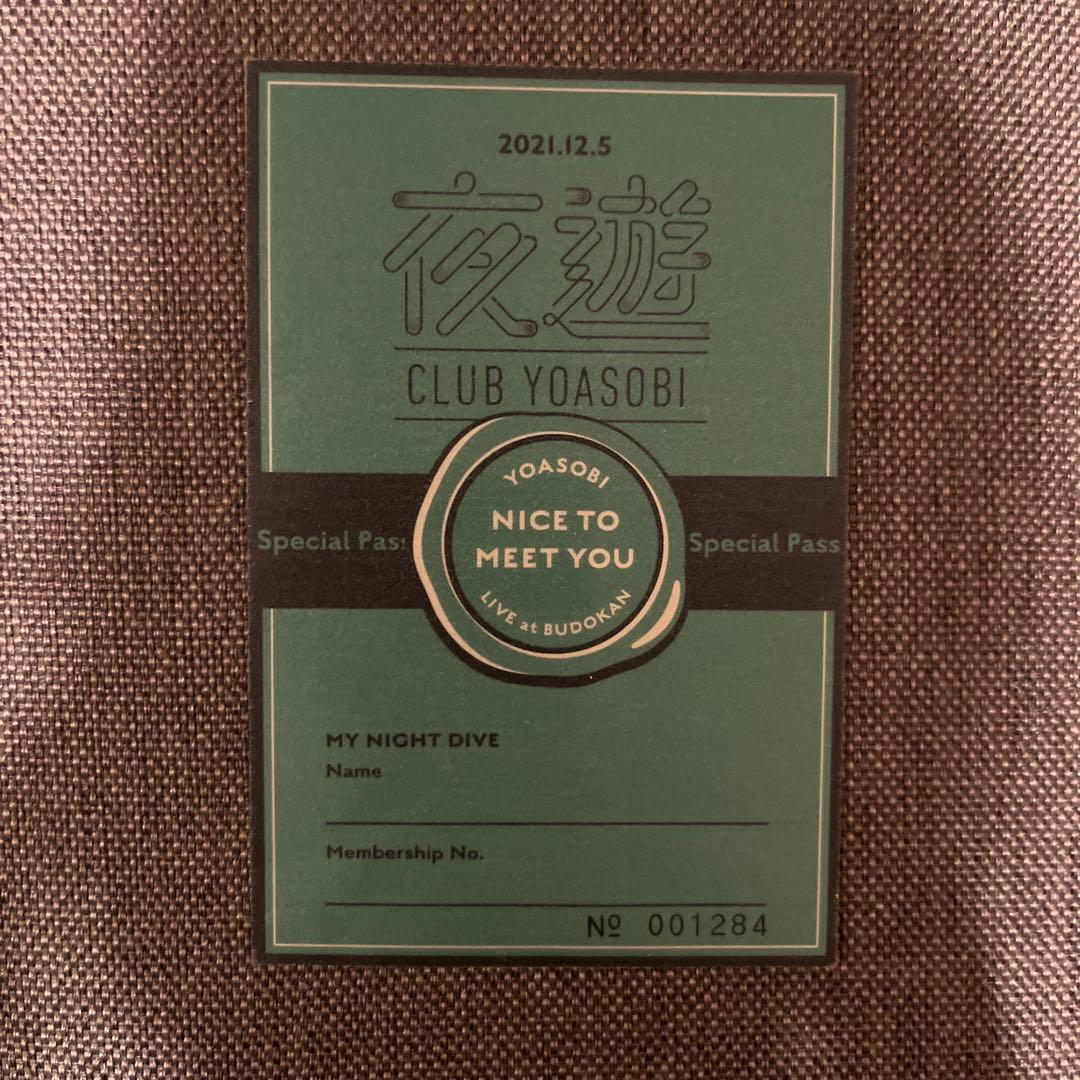 2021.12.5
夜遊
CLUB YOASOBI
YOASOBI
NICE TO
MEET YOU
LIVE at BUDOKAN
Special Pas
Special Pass
MY NIGHT DIVE
Name
Membership No.
Nº 001284